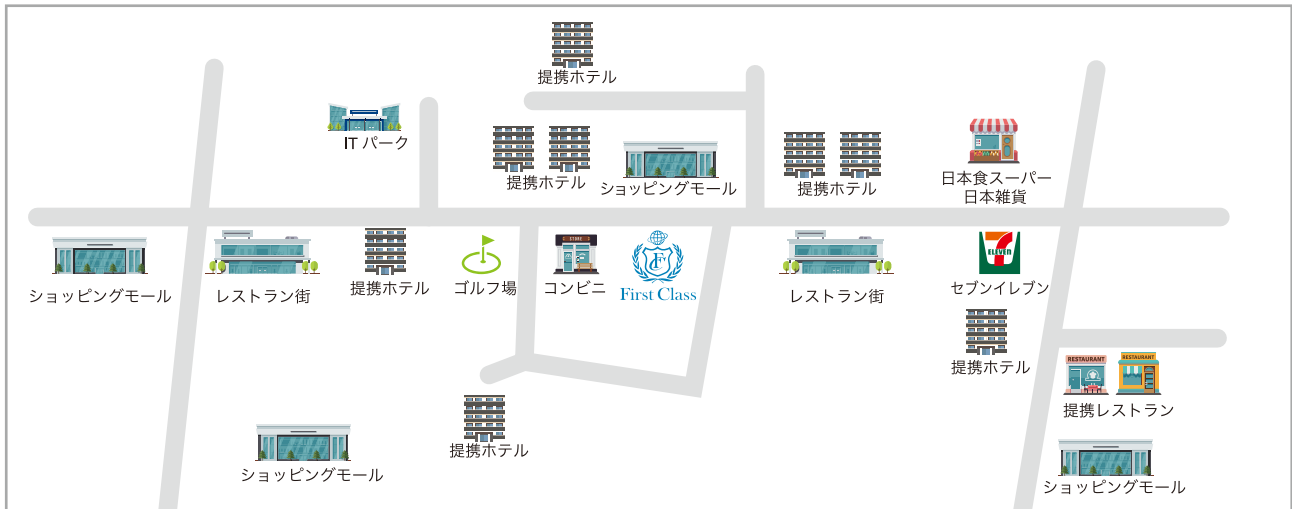 提携ホテル
ITパーク
提携ホテル
ショッピングモール
提携ホテル
日本食スーパー
日本雑貨
ショッピングモール
レストラン街
提携ホテル
ゴルフ場
STORE
コンビニ
CF
First Class
レストラン街
7
ELEVEN
セブンイレブン
提携ホテル
RESTAURANT
RESTAURANT
提携レストラン
提携ホテル
ショッピングモール
ショッピングモール